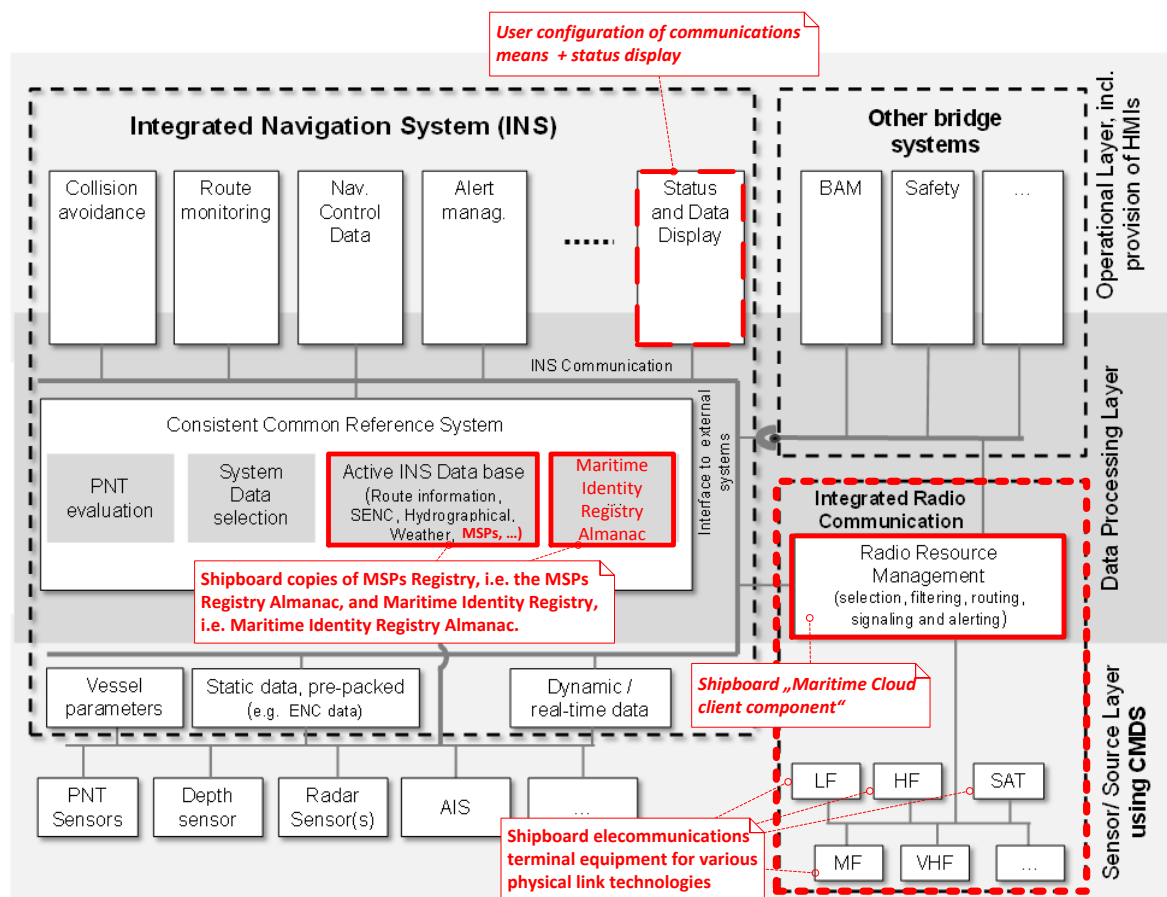 User configuration of communications
means + status display
Integrated Navigation System (INS)
Other bridge
systems
Operational Layer, incl.
provision of HMIs
Collision
avoidance
Route
monitoring
Nav.
Control
Data
Alert
manag.
......
Status
and Data
Display
BAM
Safety
...
INS Communication
Consistent Common Reference System
Interface to external
systems
Data Processing Layer
PNT
evaluation
System
Data
selection
Active INS Data base
(Route information,
SENC, Hydrographical,
Weather, MSPs, ...)
Maritime
Identity
...
Registry
Almanac
Integrated Radio
Communication
Radio Resource
Management
(selection, filtering, routing,
signaling and alerting)
Shipboard copies of MSPs Registry, i.e. the MSPs
Registry Almanac, and Maritime Identity Registry,
i.e. Maritime Identity Registry Almanac.
Shipboard „Maritime Cloud
client component“
Vessel
parameters
Static data, pre-packed
(e.g. ENC data)
Dynamic /
real-time data
Sensor/ Source Layer
using CMDS
PNT
Sensors
Depth
sensor
Radar
Sensor(s)
AIS
...
LF
HF
SAT
Shipboard elecommunications
terminal equipment for various
physical link technologies
MF
VHF
...